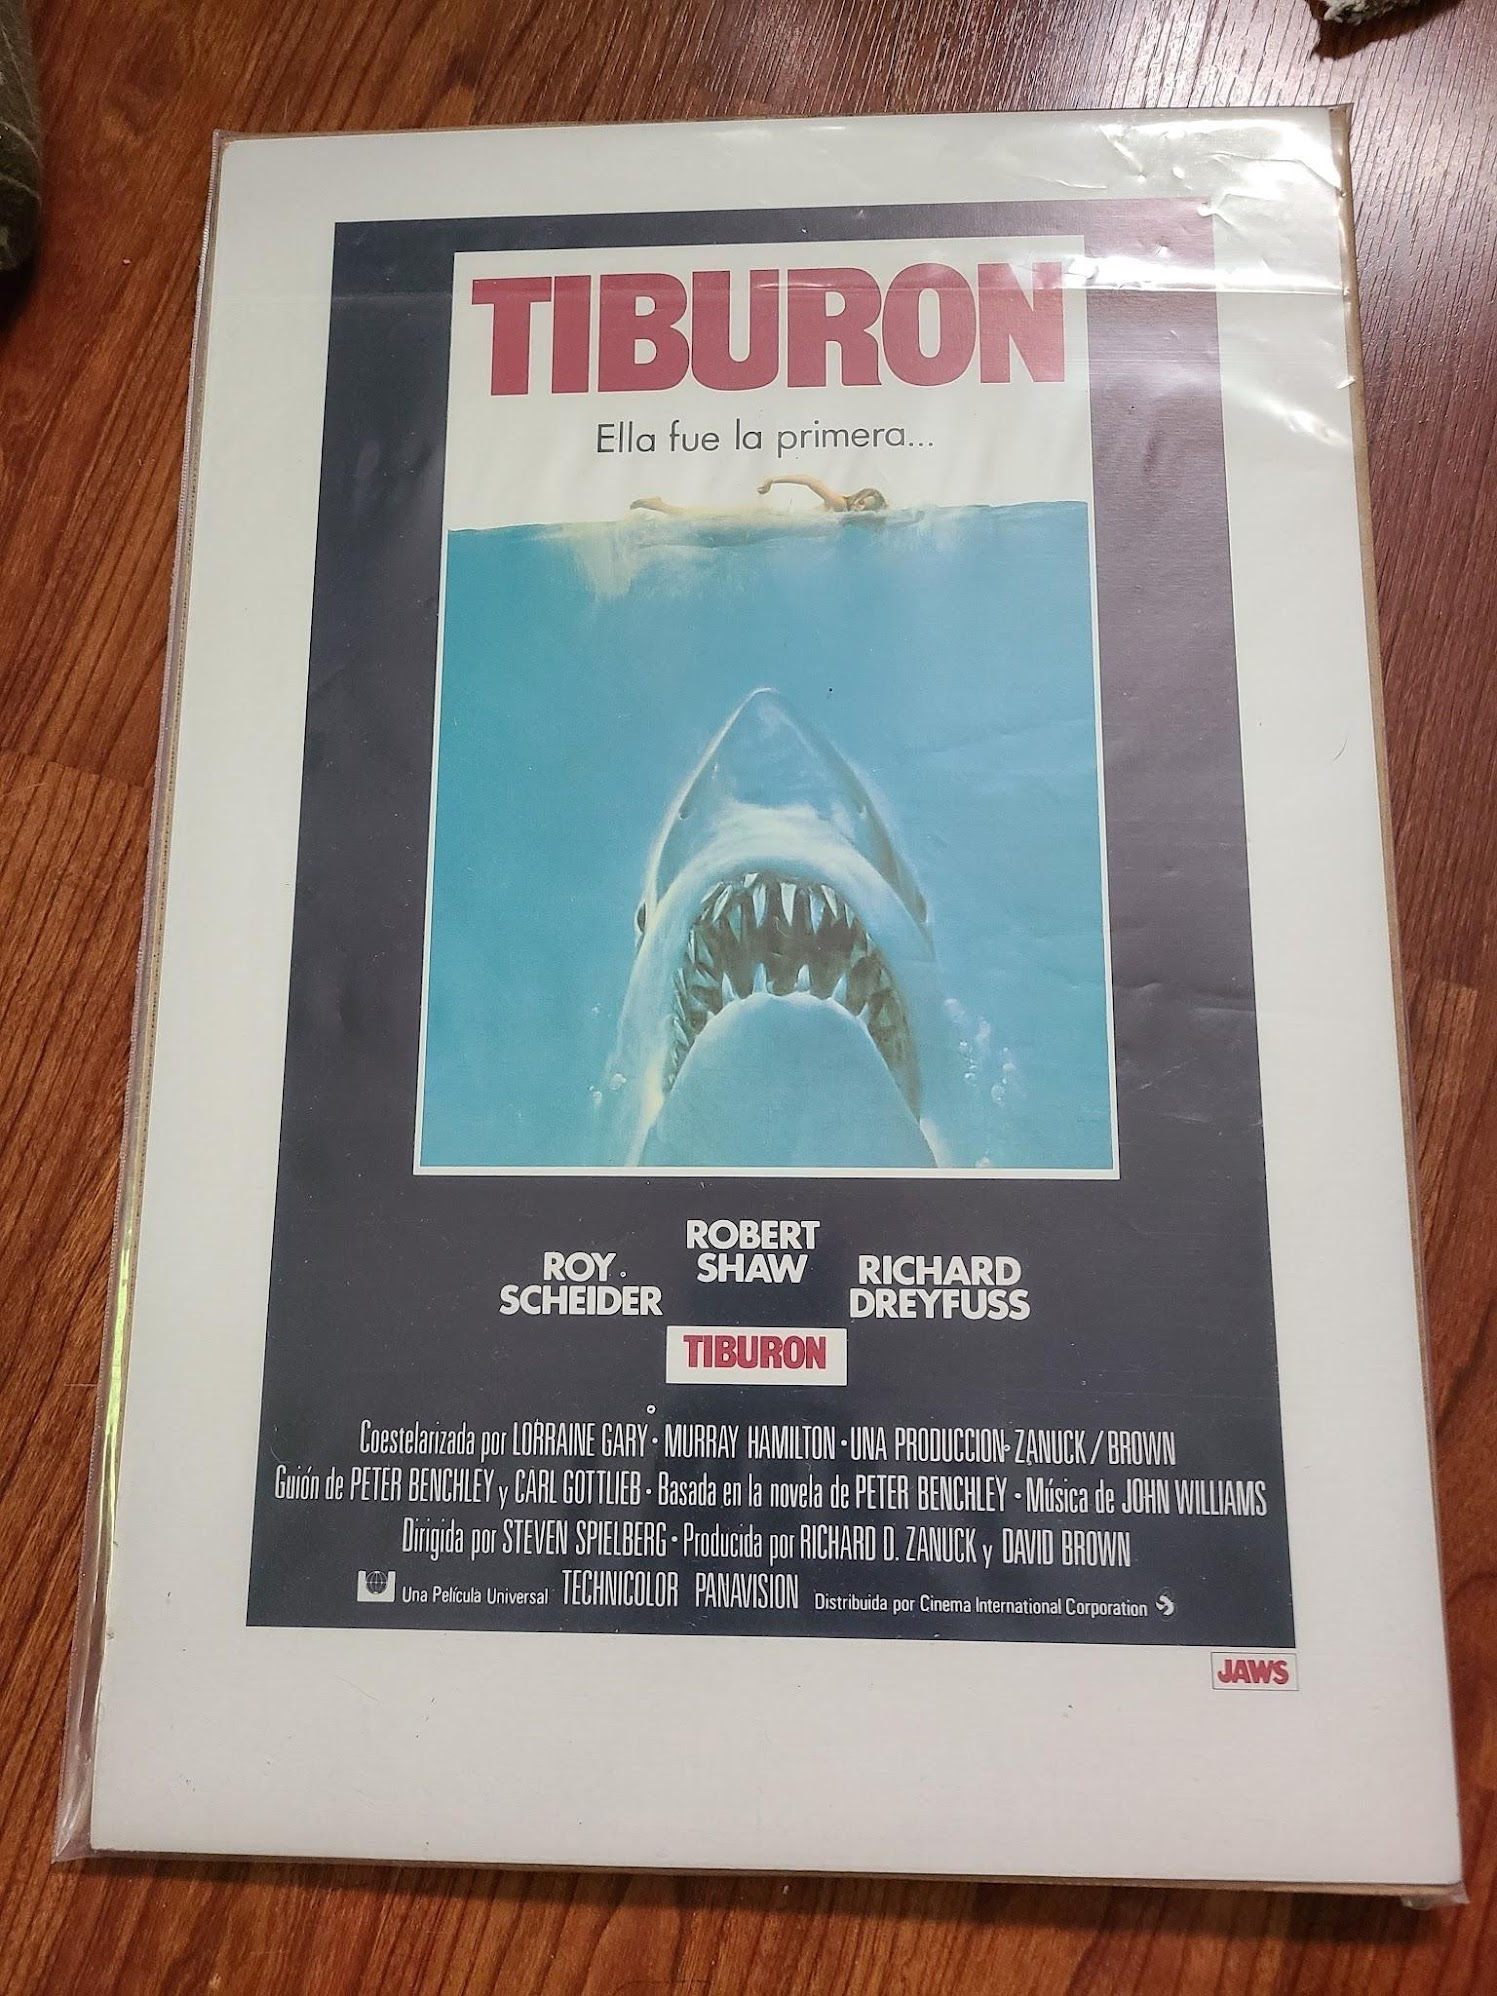 TIBURON
Ella fue la primera...
ROY
SCHEIDER
ROBERT
SHAW
RICHARD
DREYFUSS
TIBURON
Coestelarizada por LORRAINE GARY · MURRAY HAMILTON · UNA PRODUCCION ZANUCK / BROWN
Guión de PETER BENCHLEY y CARL GOTTLIEB · Basada en la novela de PETER BENCHLEY · Música de JOHN WILLIAMS
Dirigida por STEVEN SPIELBERG · Producida por RICHARD D. ZANUCK y DAVID BROWN
Una Película Universal TECHNICOLOR PANAVISION Distribuida por Cinema International Corporation
JAWS